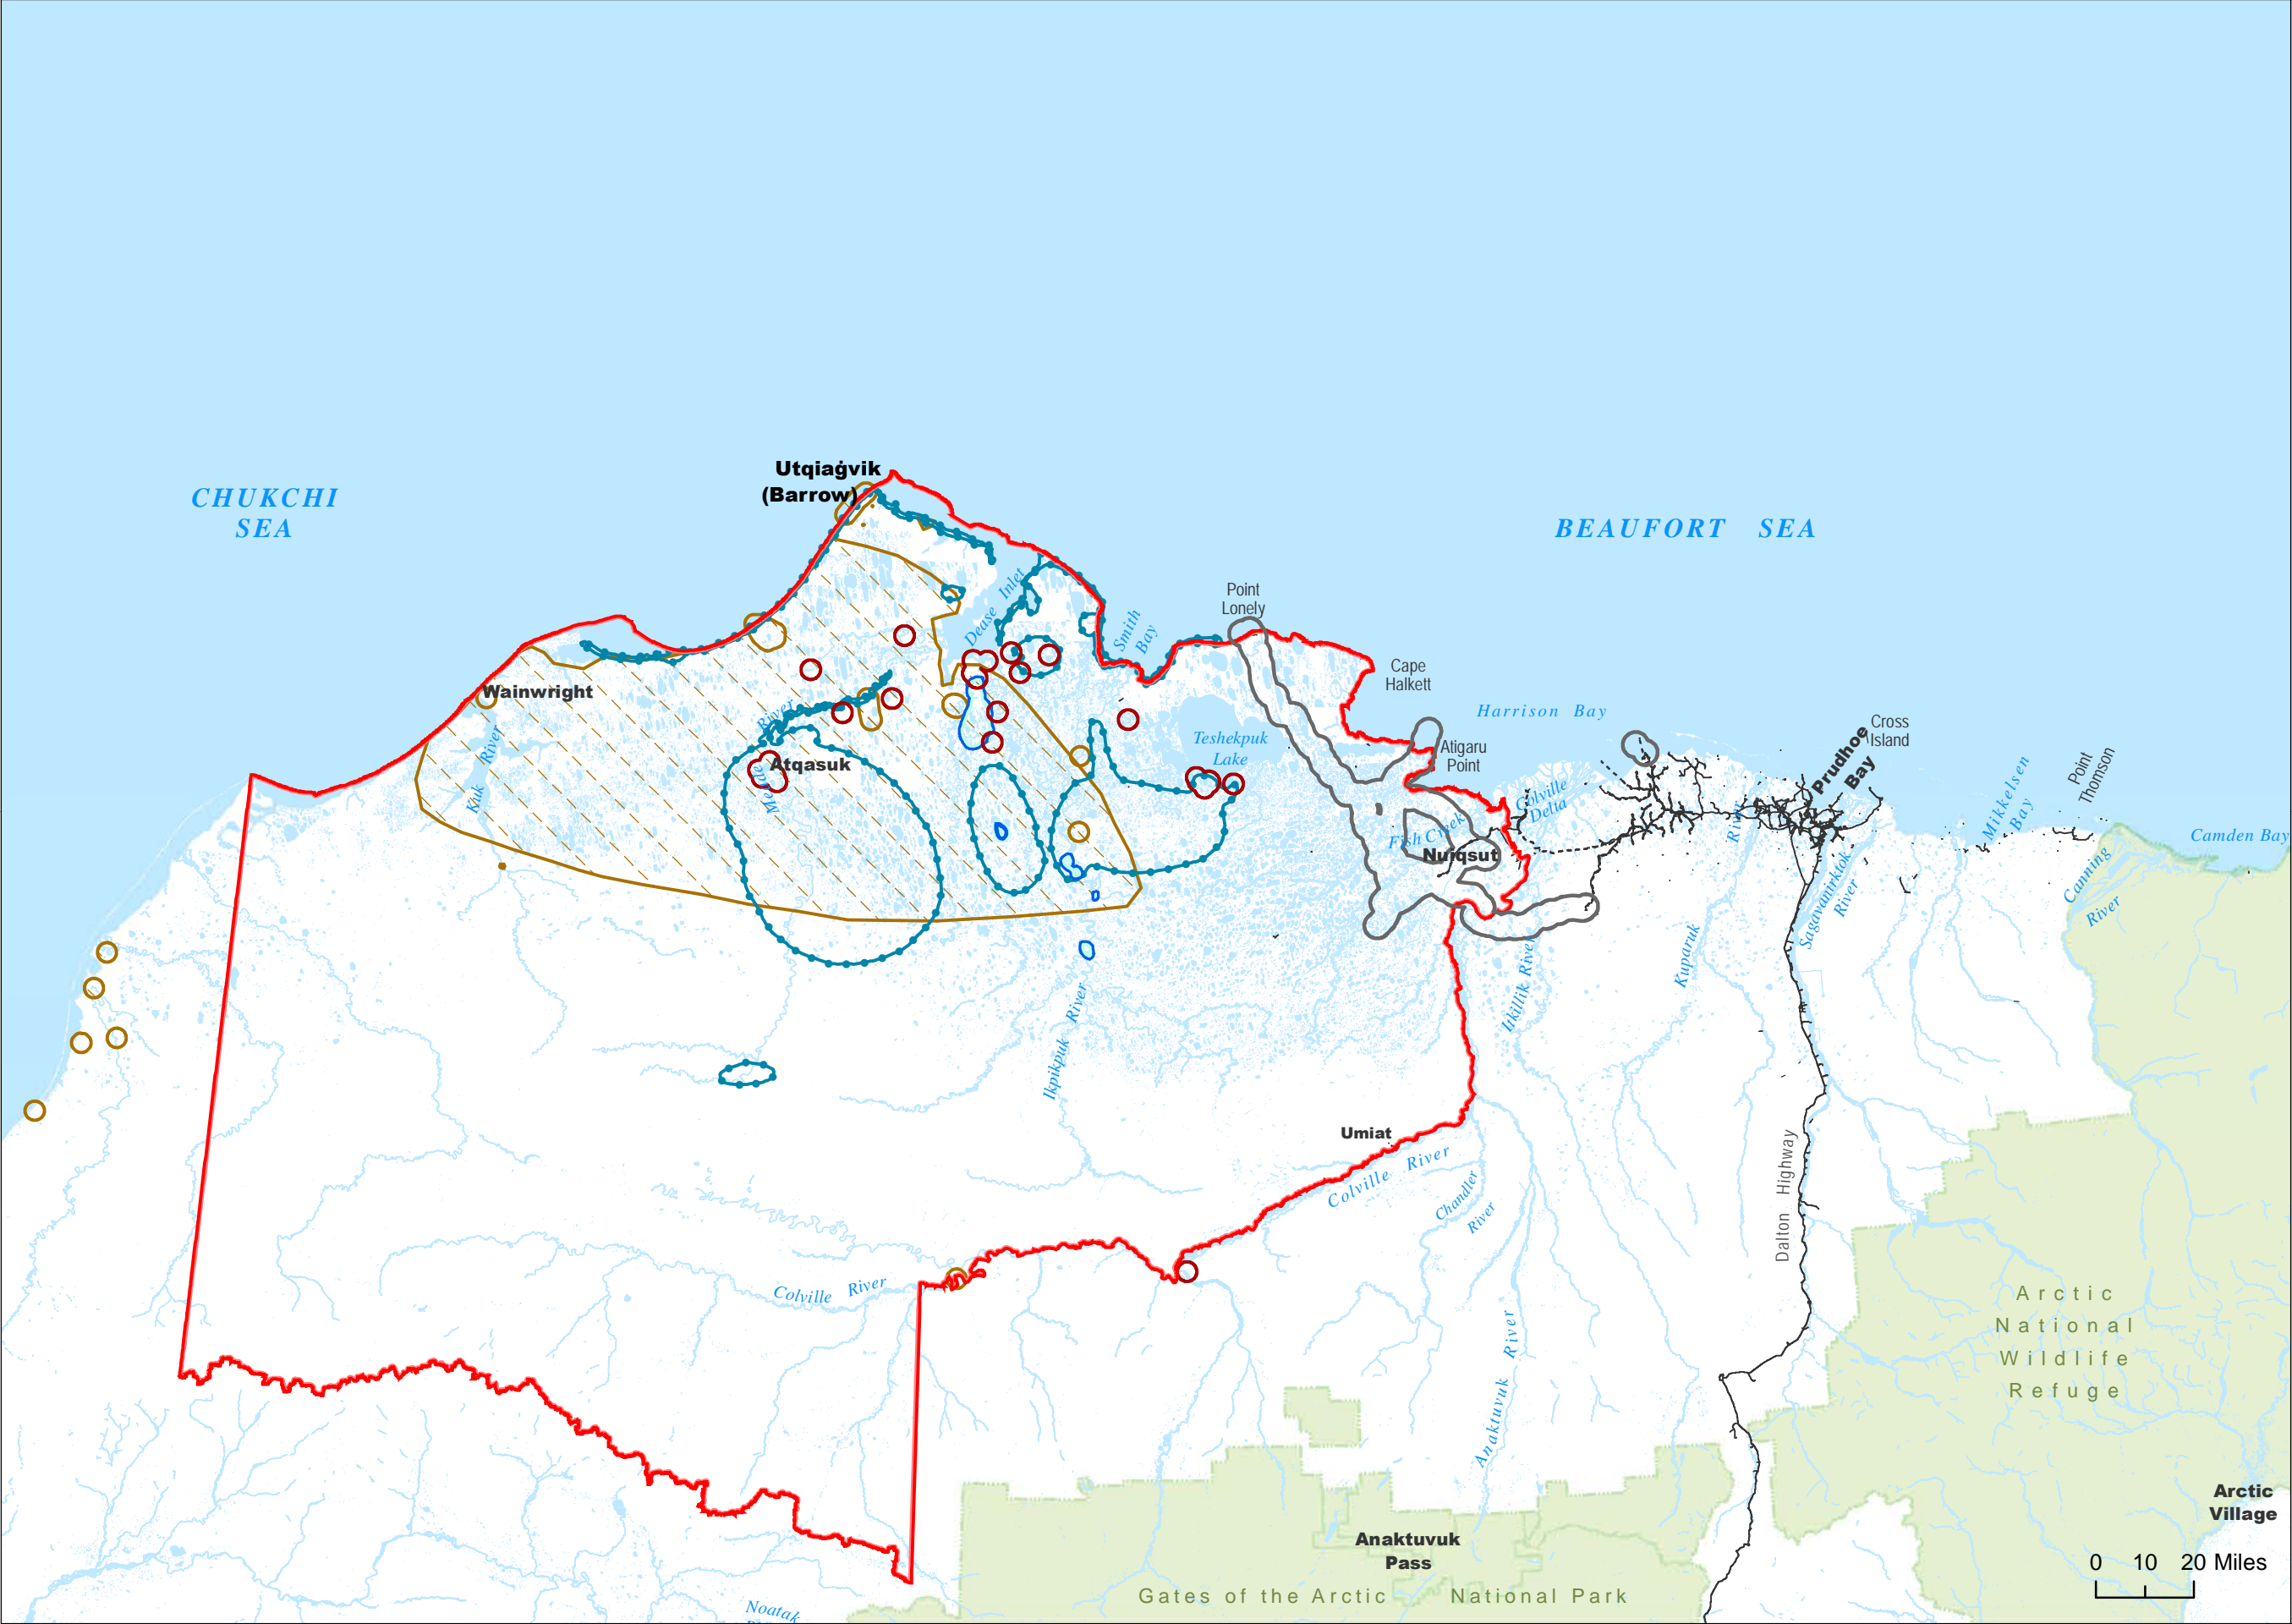 Utqiaġvik
(Barrow)
CHUKCHI
SEA
BEAUFORT SEA
Point
Lonely
Dease Inlet
Smith
Bay
Cape
Halkett
Wainwright
Harrison Bay
Cross
Island
Prudhoe
Bay
River
Kuk River
Atqasuk
Meade
Teshekpuk
Lake
Atigaru
Point
Point
Thomson
Mikkelsen
Bay
Colville
Delta
Fish Creek
River
Camden Bay
Nuiqsut
Canning
River
Sagavanirktok
River
Kuparuk
Itkillik River
Ikpikpuk River
Umiat
Colville River
Chandler
River
Dalton Highway
Colville River
Anaktuvuk River
Arctic
National
Wildlife
Refuge
Arctic
Village
Anaktuvuk
Pass
0 10 20 Miles
Gates of the Arctic National Park
Noatak